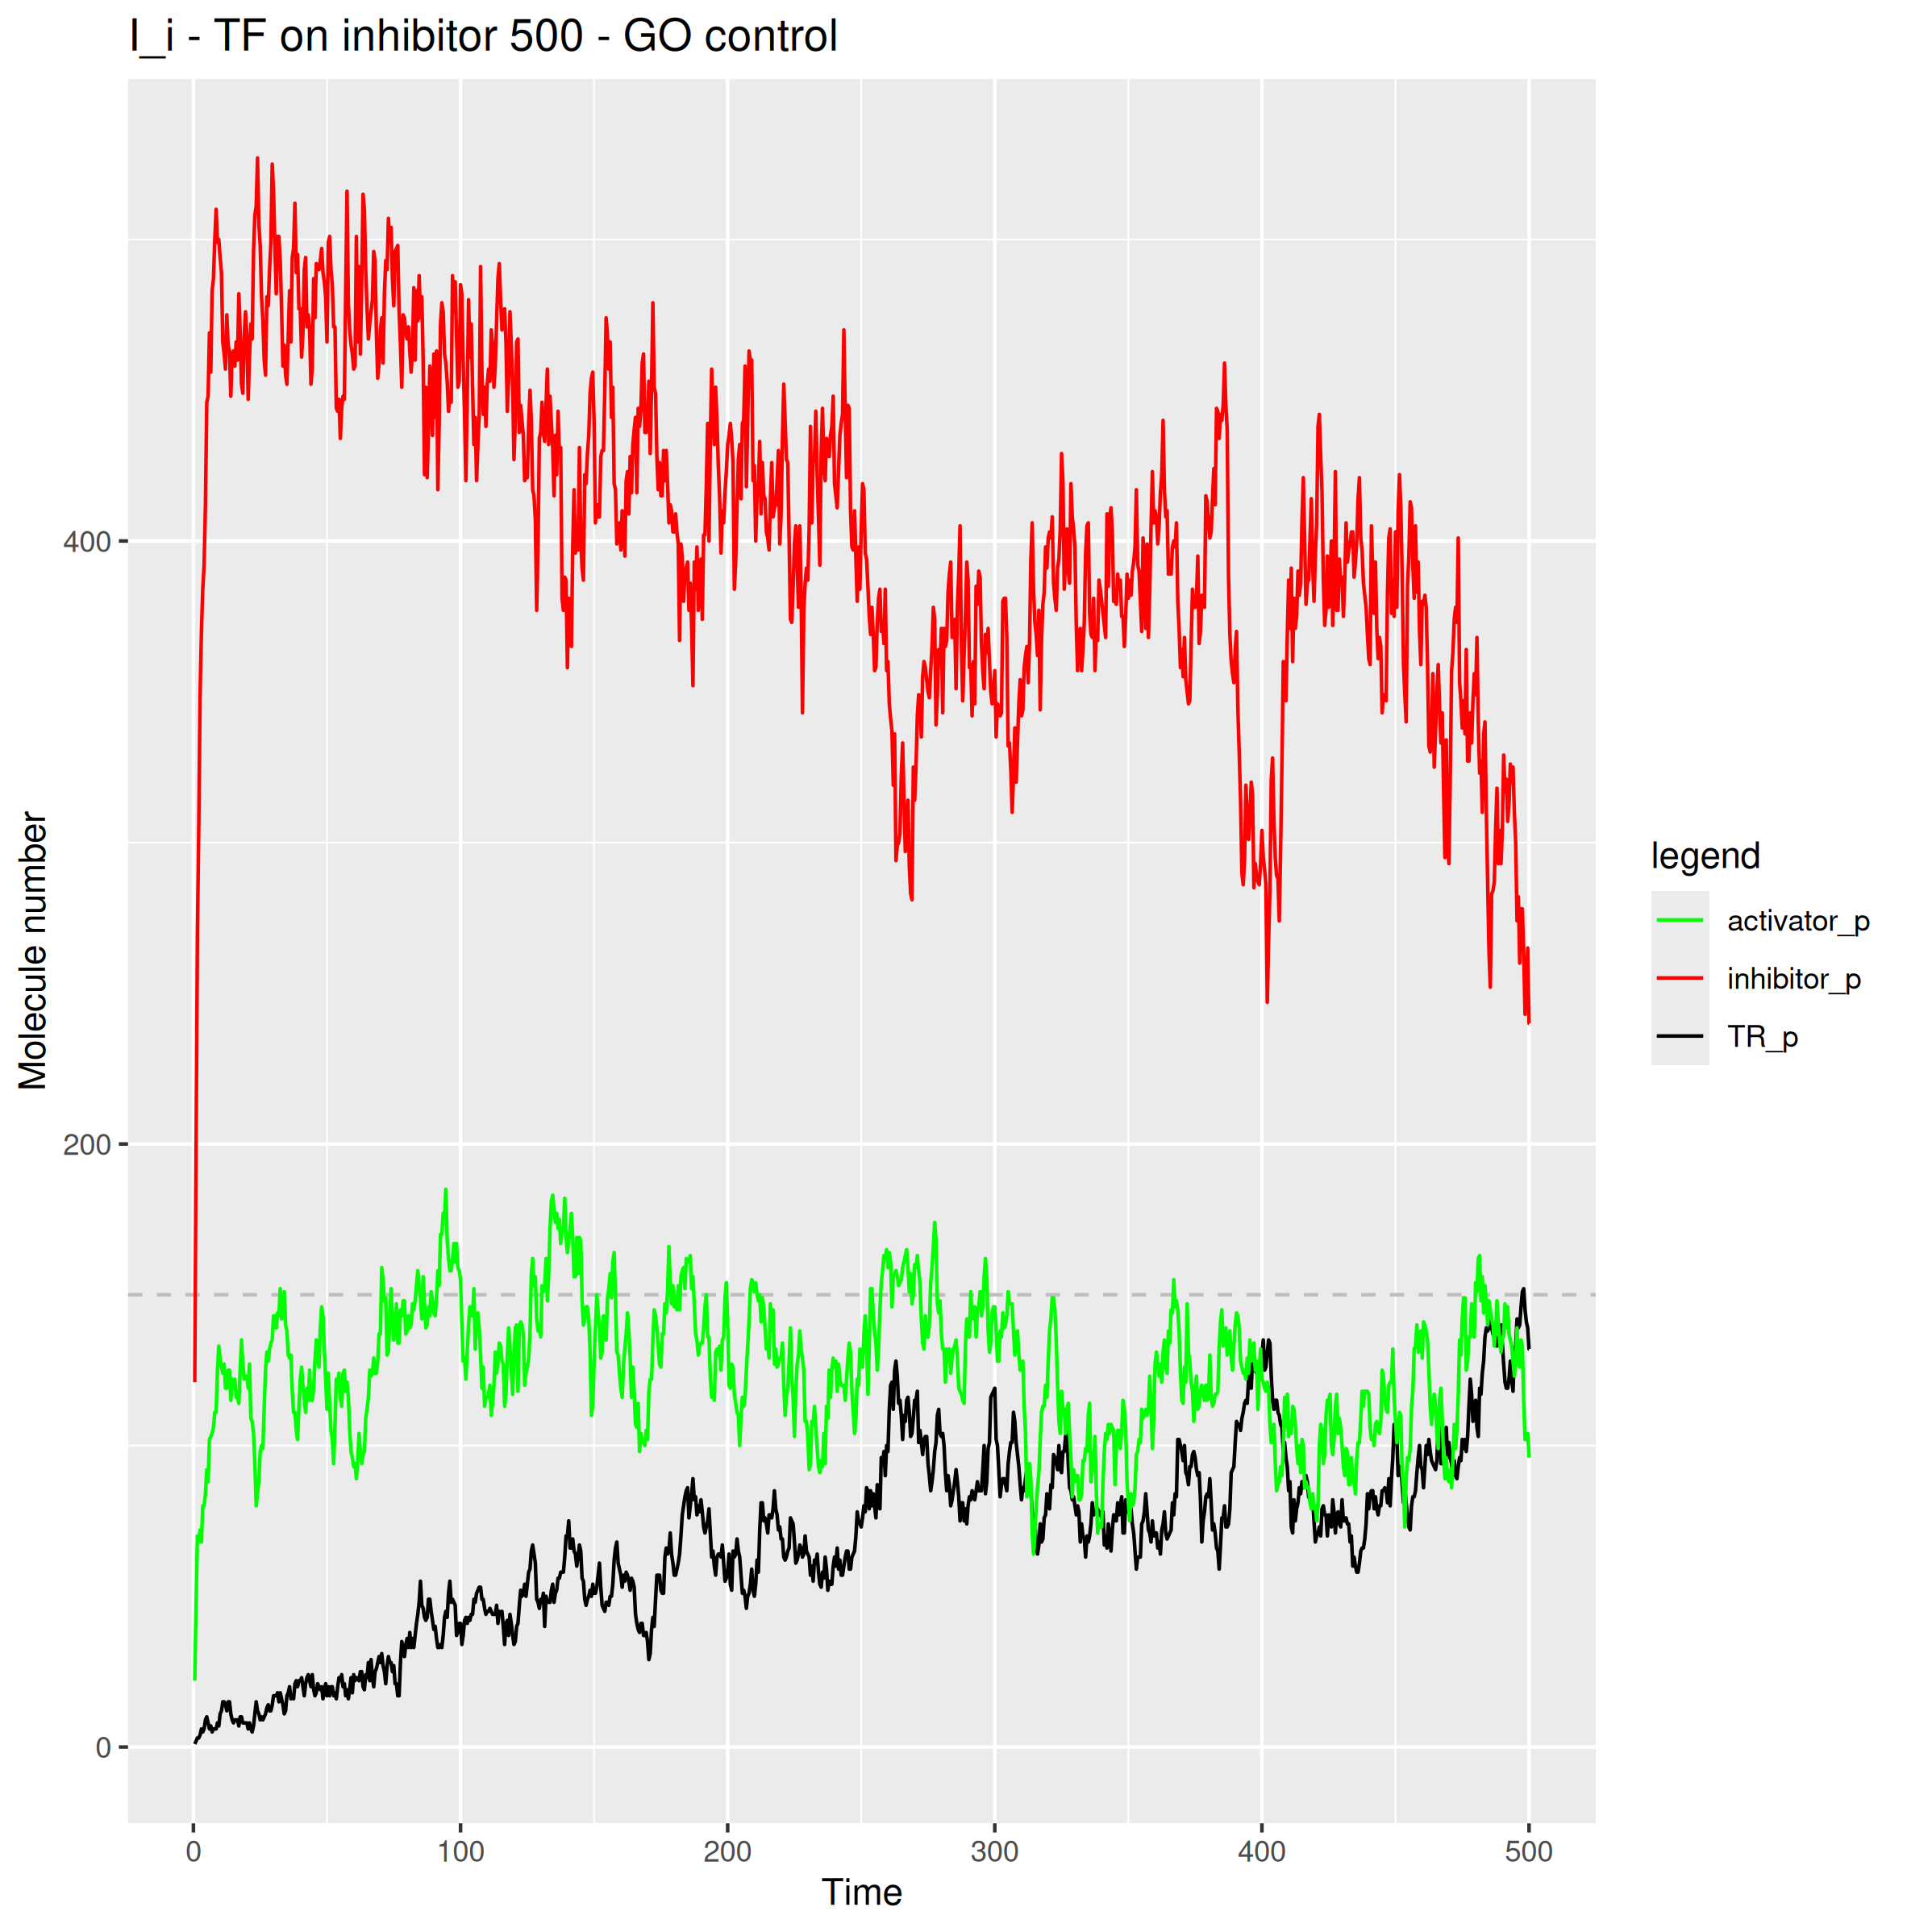 I_i - TF on inhibitor 500 - GO control
Molecule number
400
200
0
0 100 200 300 400 500
Time
legend
activator_p
inhibitor_p
TR_p